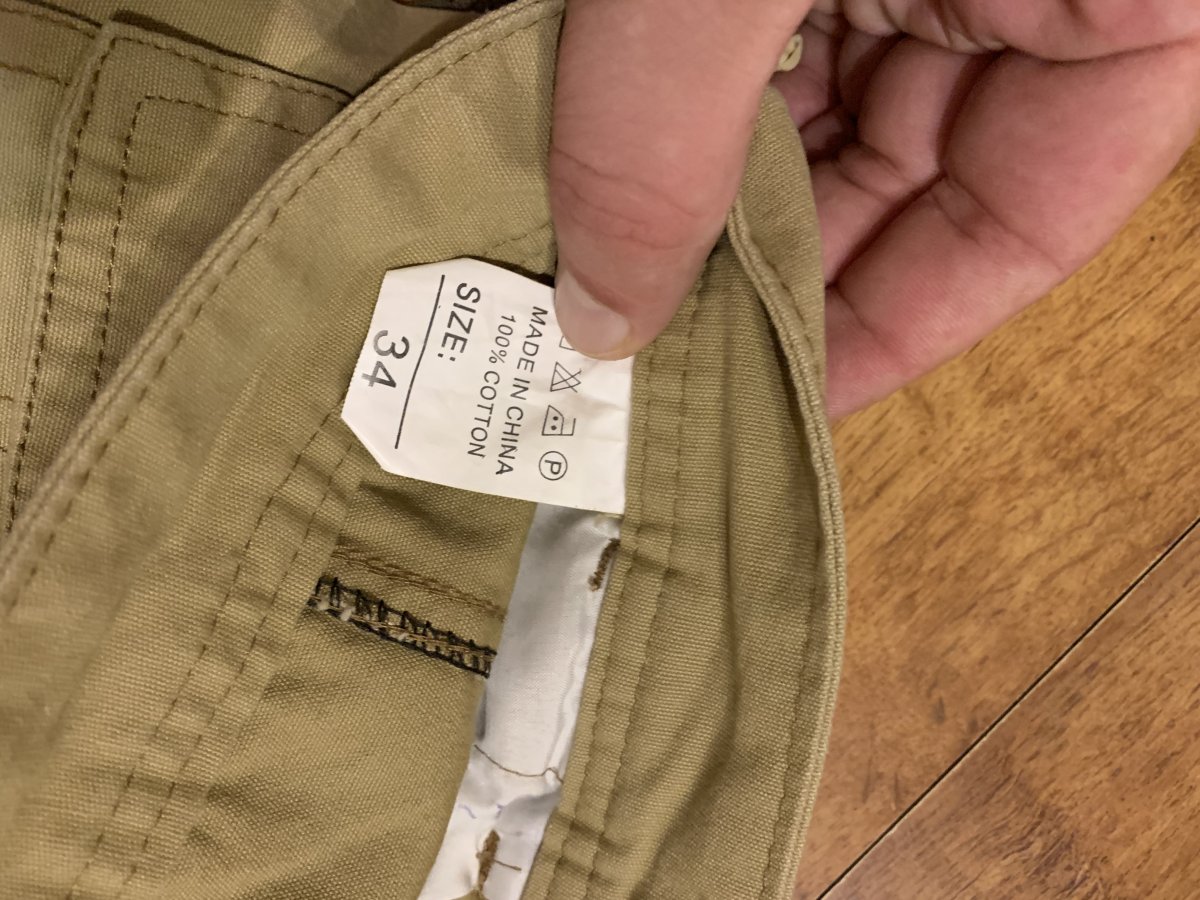 P
MADE IN CHINA
100% COTTON
SIZE:
34